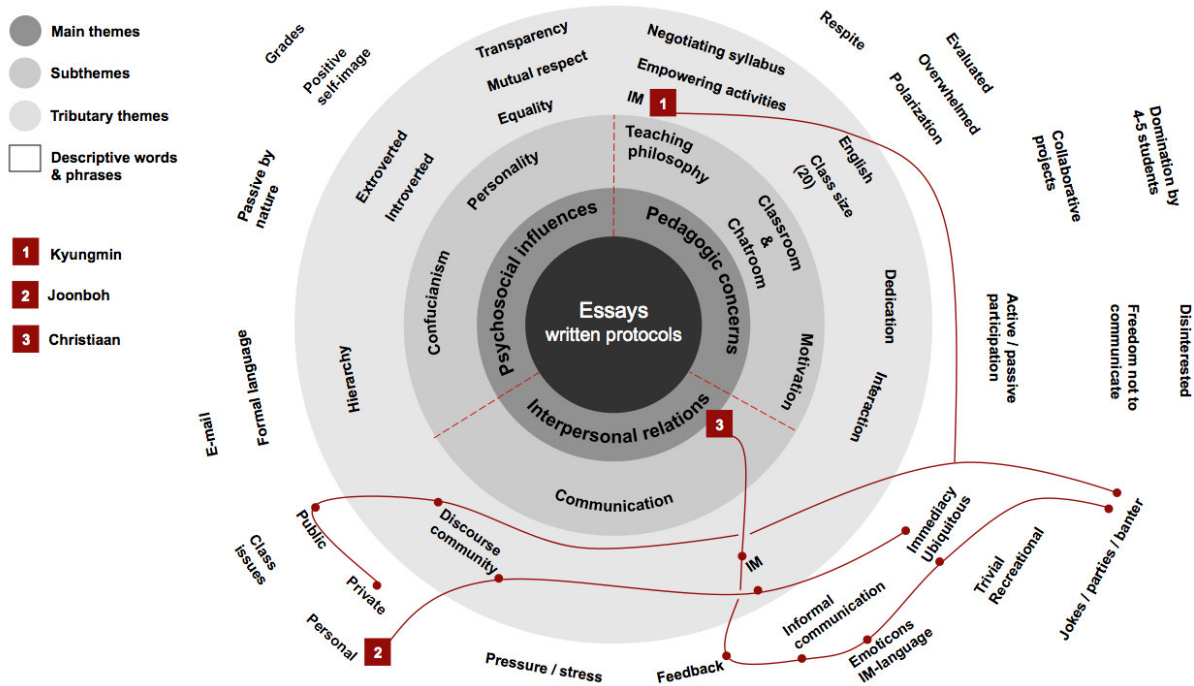 Main themes
Subthemes
Tributary themes
Descriptive words
& phrases
1 Kyungmin
2 Joonboh
3 Christiaan
Essays
written protocols
Psychosocial influences
Pedagogic concerns
Interpersonal relations
Personality
Confucianism
Teaching
philosophy
Classroom
&
Chatroom
Motivation
Communication
Transparency
Mutual respect
Equality
Extroverted
Introverted
Hierarchy
Negotiating syllabus
Empowering activities
IM 1
English
Class size
(20)
Dedication
Interaction
3
Discourse
community
IM
Immediacy
Ubiquitous
Grades
Positive
self-image
Passive by
nature
Formal language
E-mail
Respite
Evaluated
Overwhelmed
Polarization
Collaborative
projects
Domination by
4-5 students
Active / passive
participation
Freedom not to
communicate
Disinterested
Public
Private
Class
issues
Personal 2
Pressure / stress
Feedback
Informal
communication
Emoticons
IM-language
Trivial
Recreational
Jokes / parties / banter